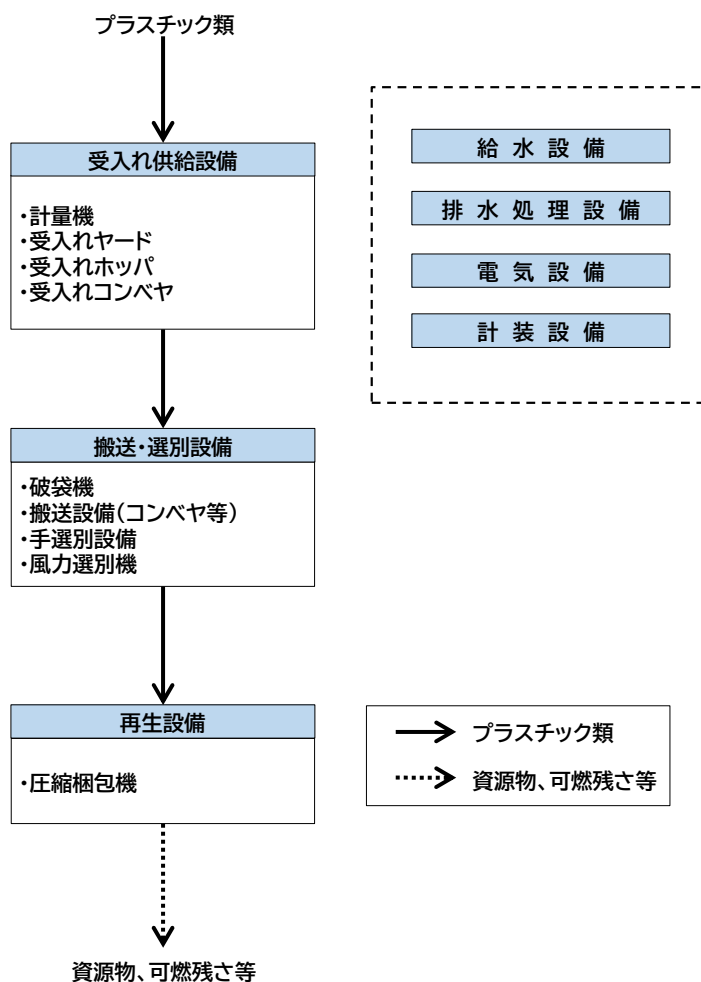 プラスチック類
受入れ供給設備
・計量機
・受入れヤード
・受入れホッパ
・受入れコンベヤ
搬送・選別設備
・破袋機
・搬送設備（コンベヤ等）
・手選別設備
・風力選別機
再生設備
・圧縮梱包機
資源物、可燃残さ等
給水設備
排水処理設備
電気設備
計装設備
プラスチック類
資源物、可燃残さ等